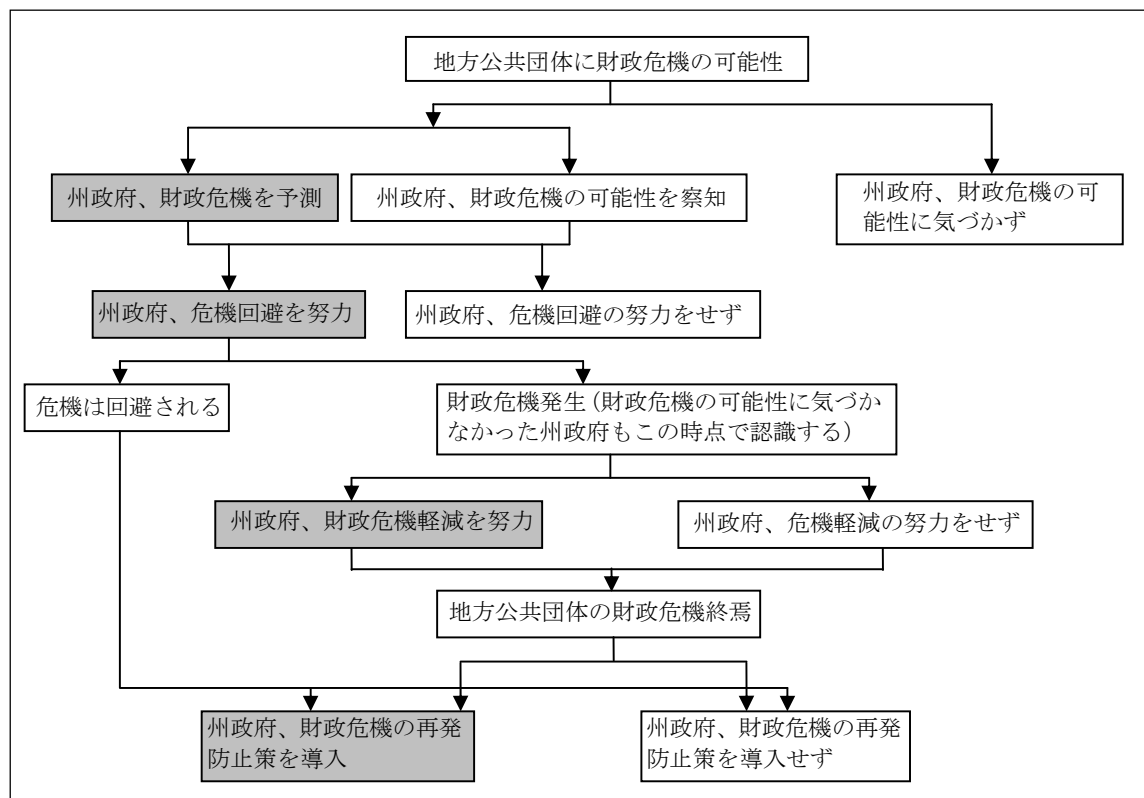 地方公共団体に財政危機の可能性
州政府、財政危機を予測
州政府、財政危機の可能性を察知
州政府、財政危機の可
能性に気づかず
州政府、危機回避を努力
州政府、危機回避の努力をせず
危機は回避される
財政危機発生（財政危機の可能性に気づか
なかった州政府もこの時点で認識する）
州政府、財政危機軽減を努力
州政府、危機軽減の努力をせず
地方公共団体の財政危機終焉
州政府、財政危機の再発
防止策を導入
州政府、財政危機の再発
防止策を導入せず